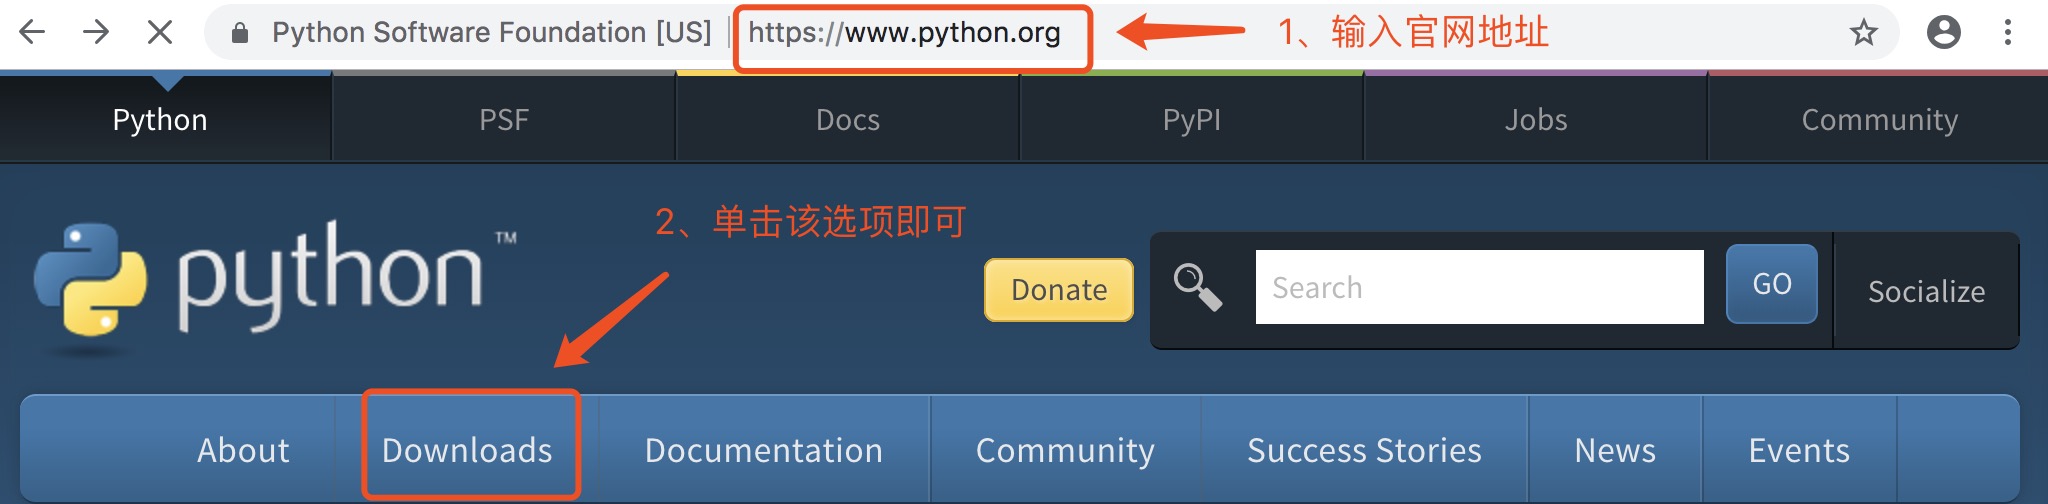 Python Software Foundation [US] | https://www.python.org
1、输入官网地址
Python PSF Docs PyPI Jobs Community
2、单击该选项即可
python™
Donate Search GO Socialize
About Downloads Documentation Community Success Stories News Events